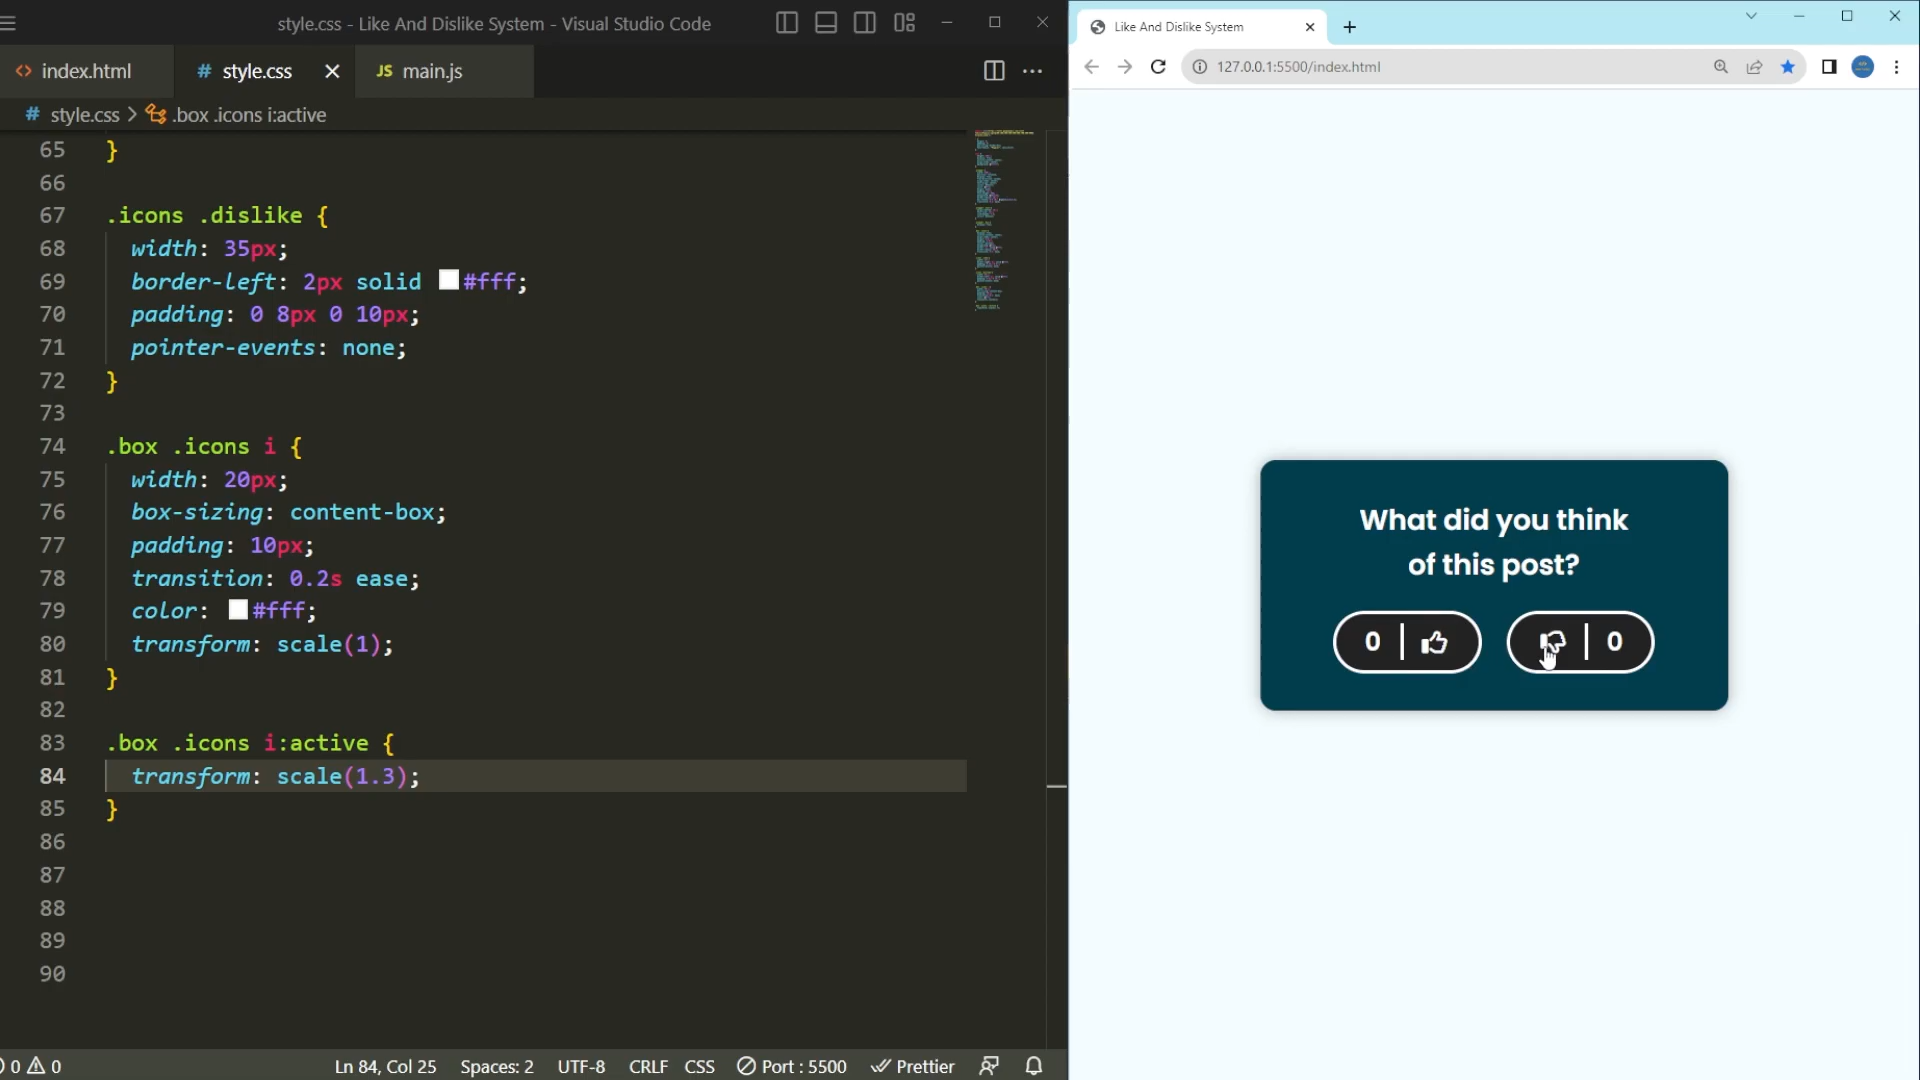 style.css - Like And Dislike System - Visual Studio Code
index.html
# style.css
JS main.js
# style.css > .box .icons i:active
65 }
66
67 .icons .dislike {
68 width: 35px;
69 border-left: 2px solid #fff;
70 padding: 0 8px 0 10px;
71 pointer-events: none;
72 }
73
74 .box .icons i {
75 width: 20px;
76 box-sizing: content-box;
77 padding: 10px;
78 transition: 0.2s ease;
79 color: #fff;
80 transform: scale(1);
81 }
82
83 .box .icons i:active {
84 transform: scale(1.3);
85 }
86
87
88
89
90
0 0 Ln 84, Col 25 Spaces: 2 UTF-8 CRLF CSS Port : 5500 Prettier
Like And Dislike System
127.0.0.1:5500/index.html
What did you think
of this post?
0 0